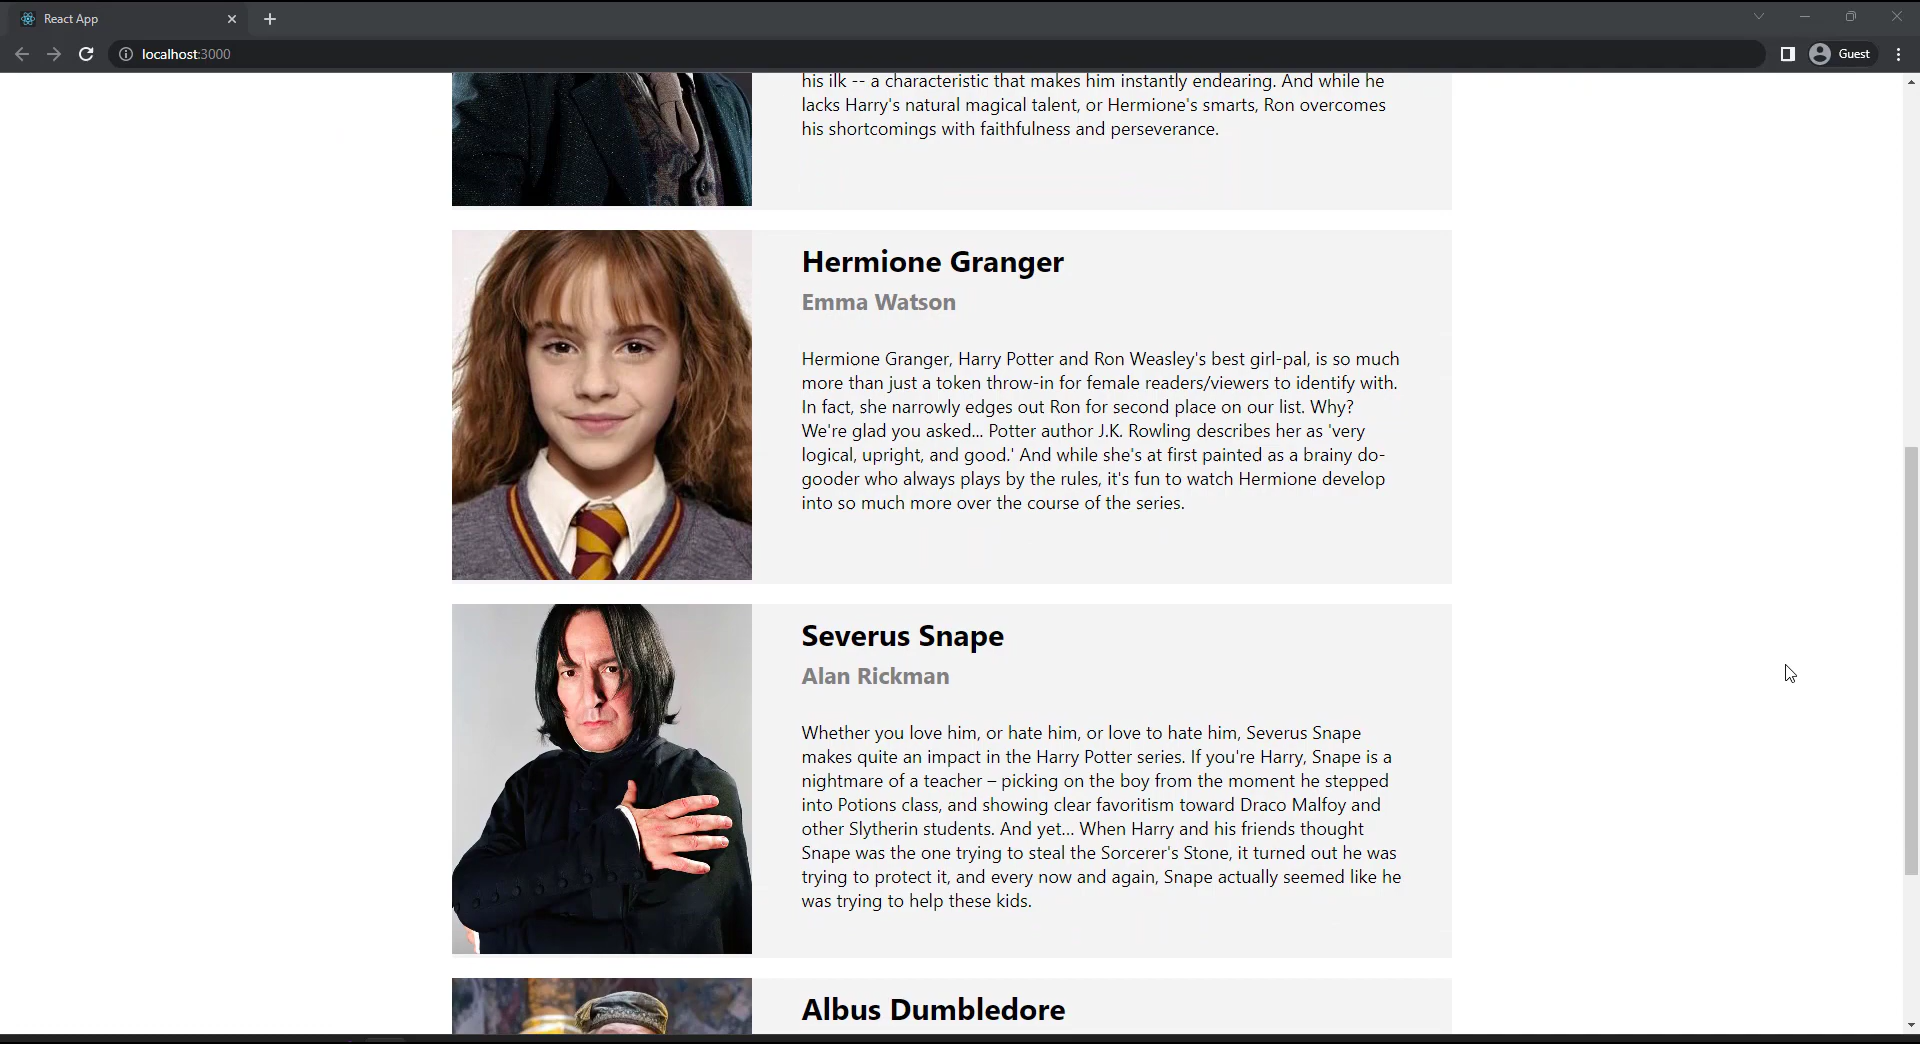 React App
localhost:3000
Guest
his ilk -- a characteristic that makes him instantly endearing. And while he
lacks Harry's natural magical talent, or Hermione's smarts, Ron overcomes
his shortcomings with faithfulness and perseverance.
Hermione Granger
Emma Watson
Hermione Granger, Harry Potter and Ron Weasley's best girl-pal, is so much
more than just a token throw-in for female readers/viewers to identify with.
In fact, she narrowly edges out Ron for second place on our list. Why?
We're glad you asked... Potter author J.K. Rowling describes her as 'very
logical, upright, and good.' And while she's at first painted as a brainy do-
gooder who always plays by the rules, it's fun to watch Hermione develop
into so much more over the course of the series.
Severus Snape
Alan Rickman
Whether you love him, or hate him, or love to hate him, Severus Snape
makes quite an impact in the Harry Potter series. If you're Harry, Snape is a
nightmare of a teacher – picking on the boy from the moment he stepped
into Potions class, and showing clear favoritism toward Draco Malfoy and
other Slytherin students. And yet... When Harry and his friends thought
Snape was the one trying to steal the Sorcerer's Stone, it turned out he was
trying to protect it, and every now and again, Snape actually seemed like he
was trying to help these kids.
Albus Dumbledore